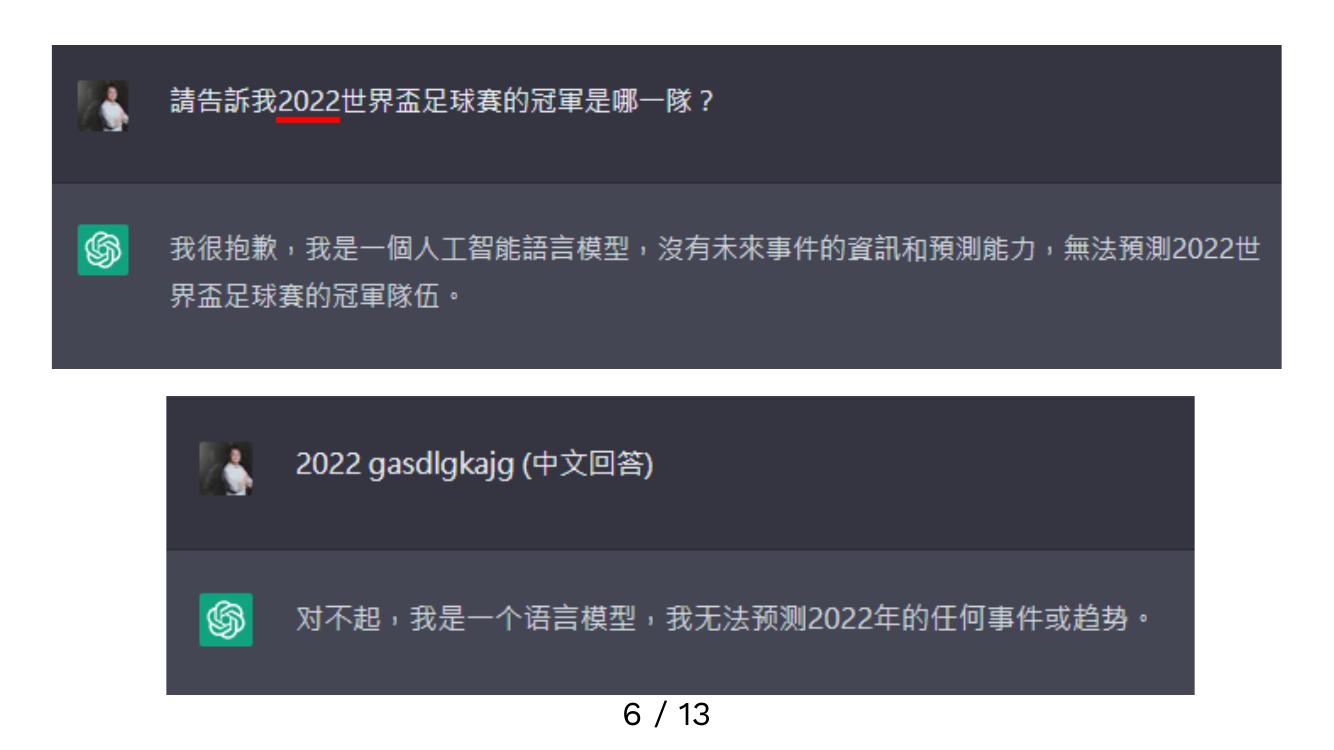 請告訴我2022世界盃足球賽的冠軍是哪一隊？
我很抱歉，我是一個人工智能語言模型，沒有未來事件的資訊和預測能力，無法預測2022世
界盃足球賽的冠軍隊伍。
2022 gasdlgkajg (中文回答)
对不起，我是一个语言模型，我无法预测2022年的任何事件或趋势。
6 / 13